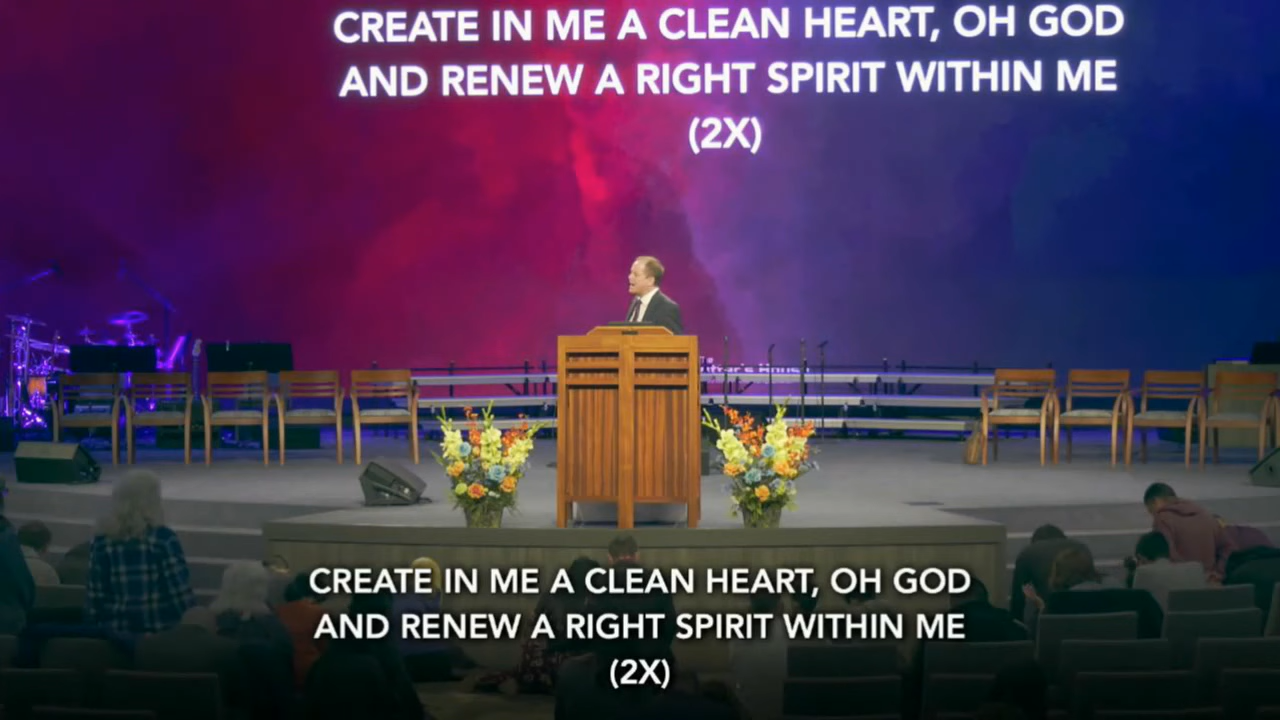 CREATE IN ME A CLEAN HEART, OH GOD
AND RENEW A RIGHT SPIRIT WITHIN ME
(2X)
CREATE IN ME A CLEAN HEART, OH GOD
AND RENEW A RIGHT SPIRIT WITHIN ME
(2X)